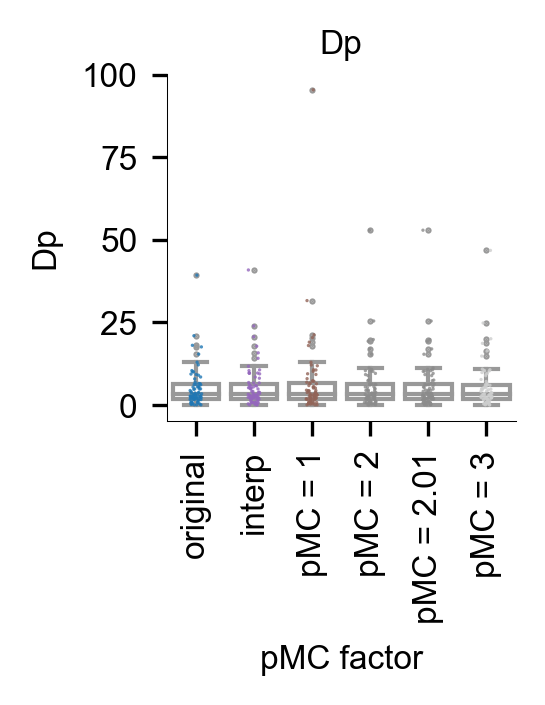 Dp
100
75
50
25
0
Dp
original
interp
pMC = 1
pMC = 2
pMC = 2.01
pMC = 3
pMC factor